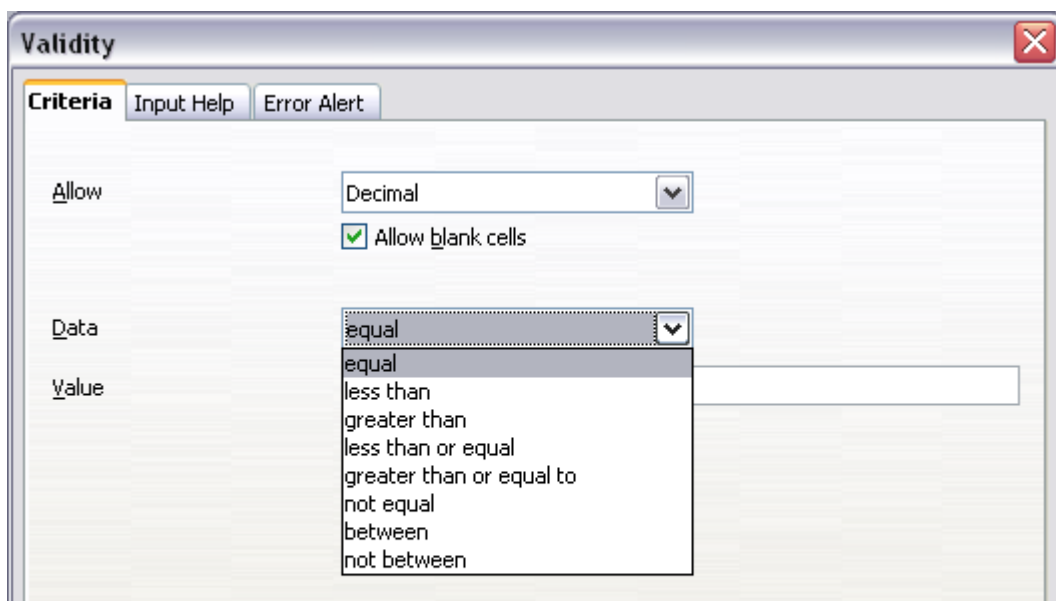 Validity
Criteria Input Help Error Alert
Allow Decimal
Allow blank cells
Data equal
equal
Value
less than
greater than
less than or equal
greater than or equal to
not equal
between
not between